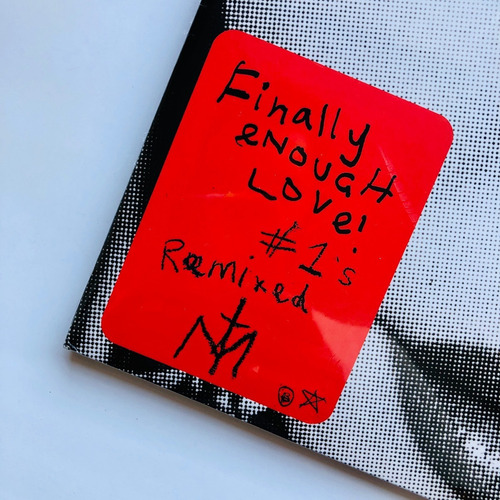 Finally
eNOUGH
LOve!
#1's
Remixed
M